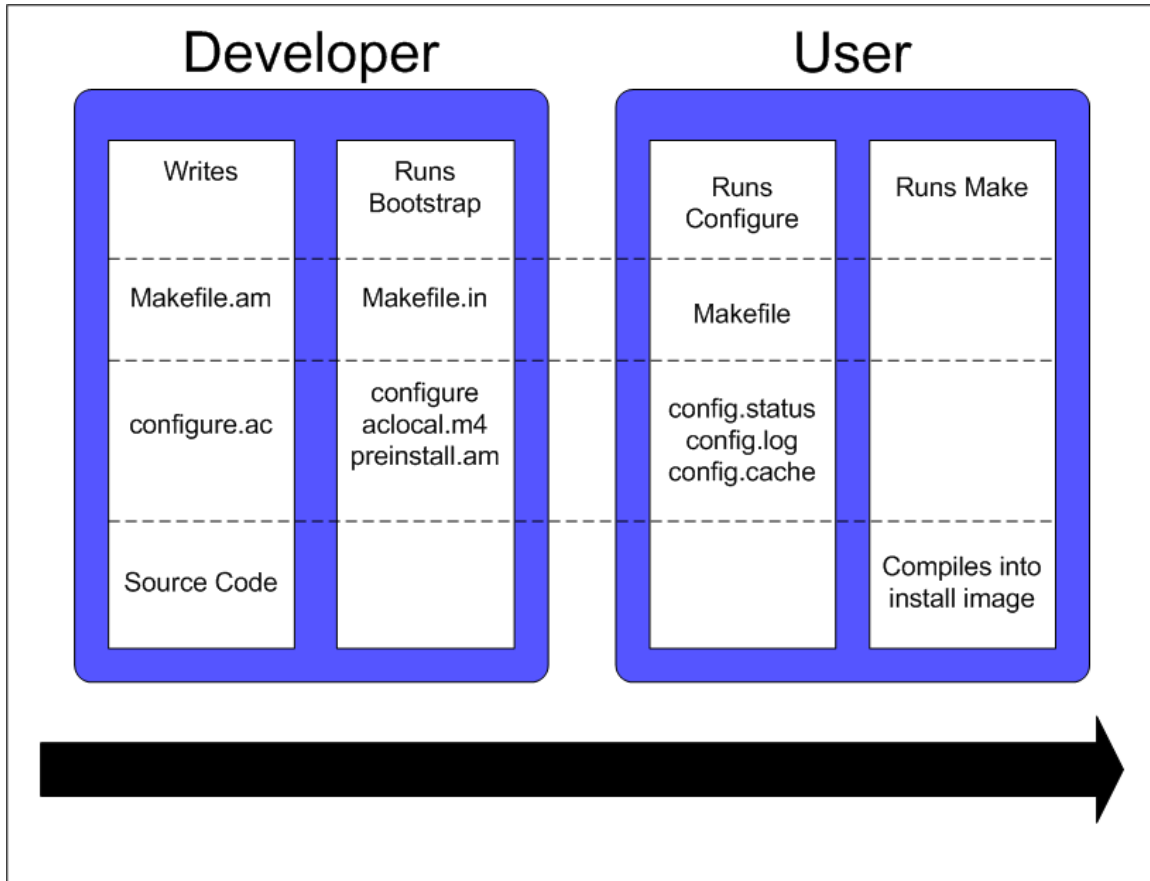 Developer
User
Writes
Runs
Bootstrap
Runs
Configure
Runs Make
Makefile.am
Makefile.in
Makefile
configure.ac
configure
aclocal.m4
preinstall.am
config.status
config.log
config.cache
Source Code
Compiles into
install image